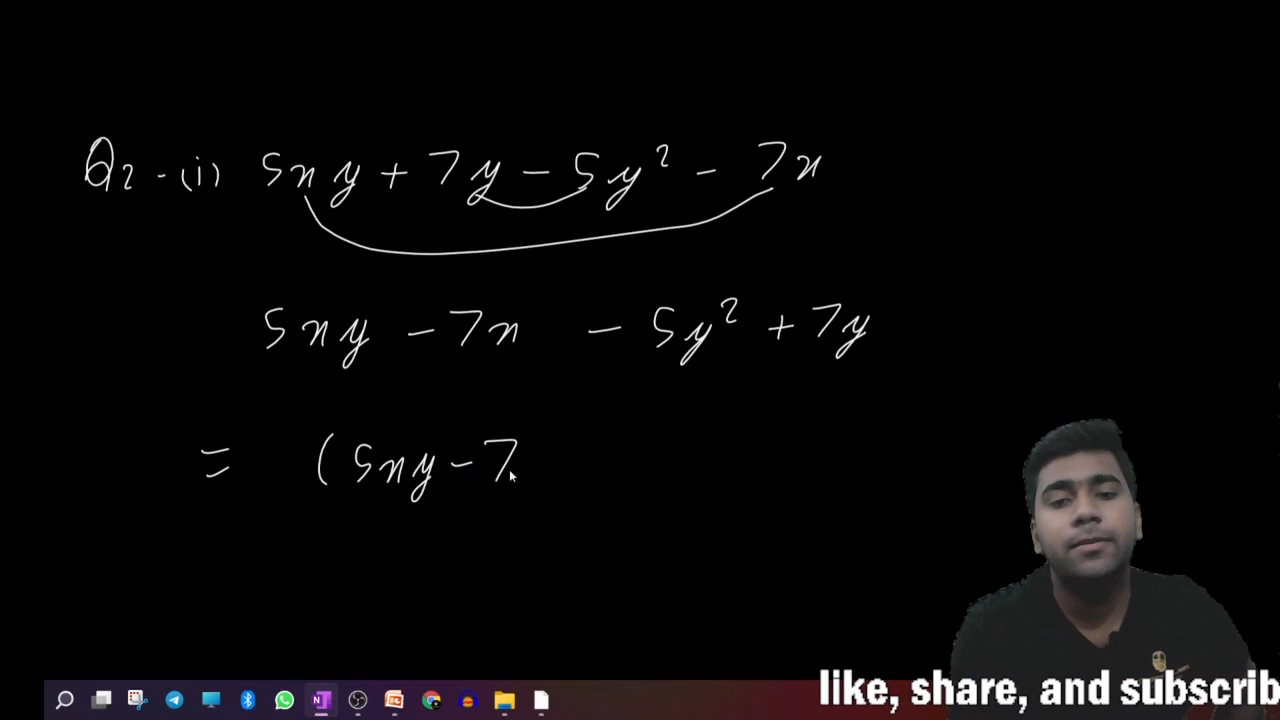 Q2-(i) 5xy + 7y - 5y² - 7x
5xy - 7x - 5y² + 7y
= (5xy - 7
like, share, and subscrib